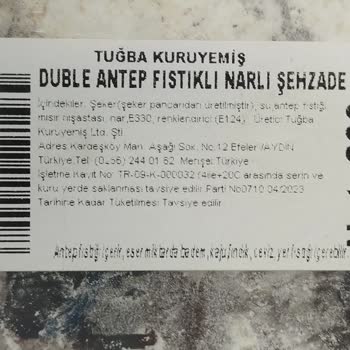 TUĞBA KURUYEMİŞ
DUBLE ANTEP FISTIKLI NARLI ŞEHZADE
İçindekiler: Şeker(şeker pancarıdan üretilmiştir), su, antep fıstığı
mısır nişastası, nar, E330, renklendirici (E124) Üretici Tuğba
Kuruyemiş Ltd. Şti
Adres: Kardeşköy Mah. Aşağı Sok. No:12 Efeler /AYDIN
Türkiye.Tel: (0256) 244 01 62 Menşei: Türkiye
İşletme Kayıt No: TR-09-K-000032 (4ile+20C arasında serin ve
kuru yerde saklanması tavsiye edilir. Parti No:0710 04/2023
Tarihine Kadar Tüketilmesi Tavsiye edilir
Antep fıstığı içerir, eser miktarda badem, kaju, fındık, ceviz, yer fıstığı içerebilir